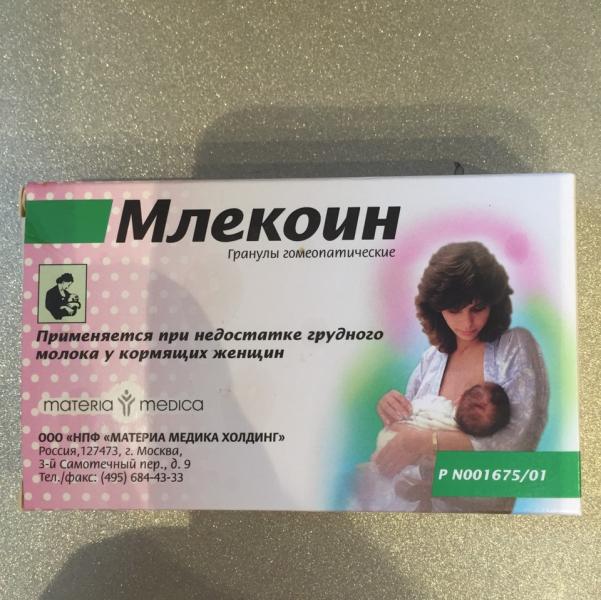 Млекоин
Гранулы гомеопатические
Применяется при недостатке грудного
молока у кормящих женщин
materia medica
ООО «НПФ «МАТЕРИА МЕДИКА ХОЛДИНГ»
Россия,127473, г. Москва,
3-й Самотечный пер., д. 9
Тел./факс: (495) 684-43-33
Р N001675/01